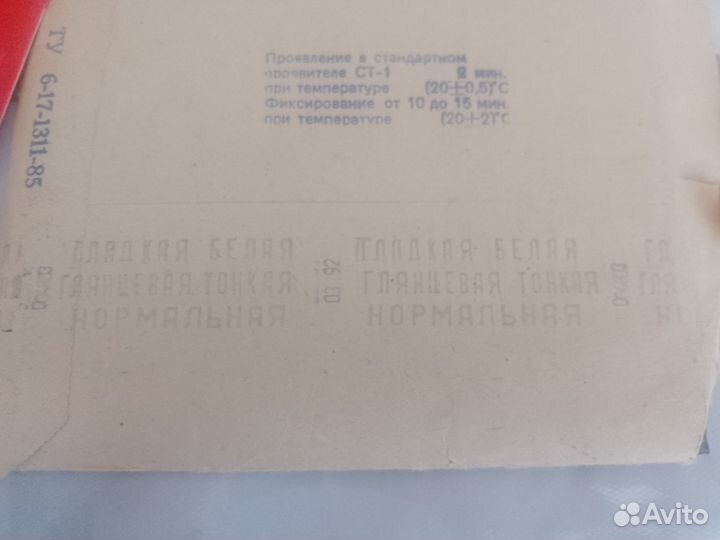 ТУ 6-17-1311-85
Проявление в стандартном
проявителе СТ-1 2 мин.
при температуре (20±0,5)°С
Фиксирование от 10 до 15 мин.
при температуре (20±2)°С
ГЛАДКАЯ БЕЛАЯ ГЛАДКАЯ БЕЛАЯ ГЛ
ГЛЯНЦЕВАЯ ТОНКАЯ 03 92 ГЛЯНЦЕВАЯ ТОНКАЯ ГЛЯ
НОРМАЛЬНАЯ НОРМАЛЬНАЯ
Avito